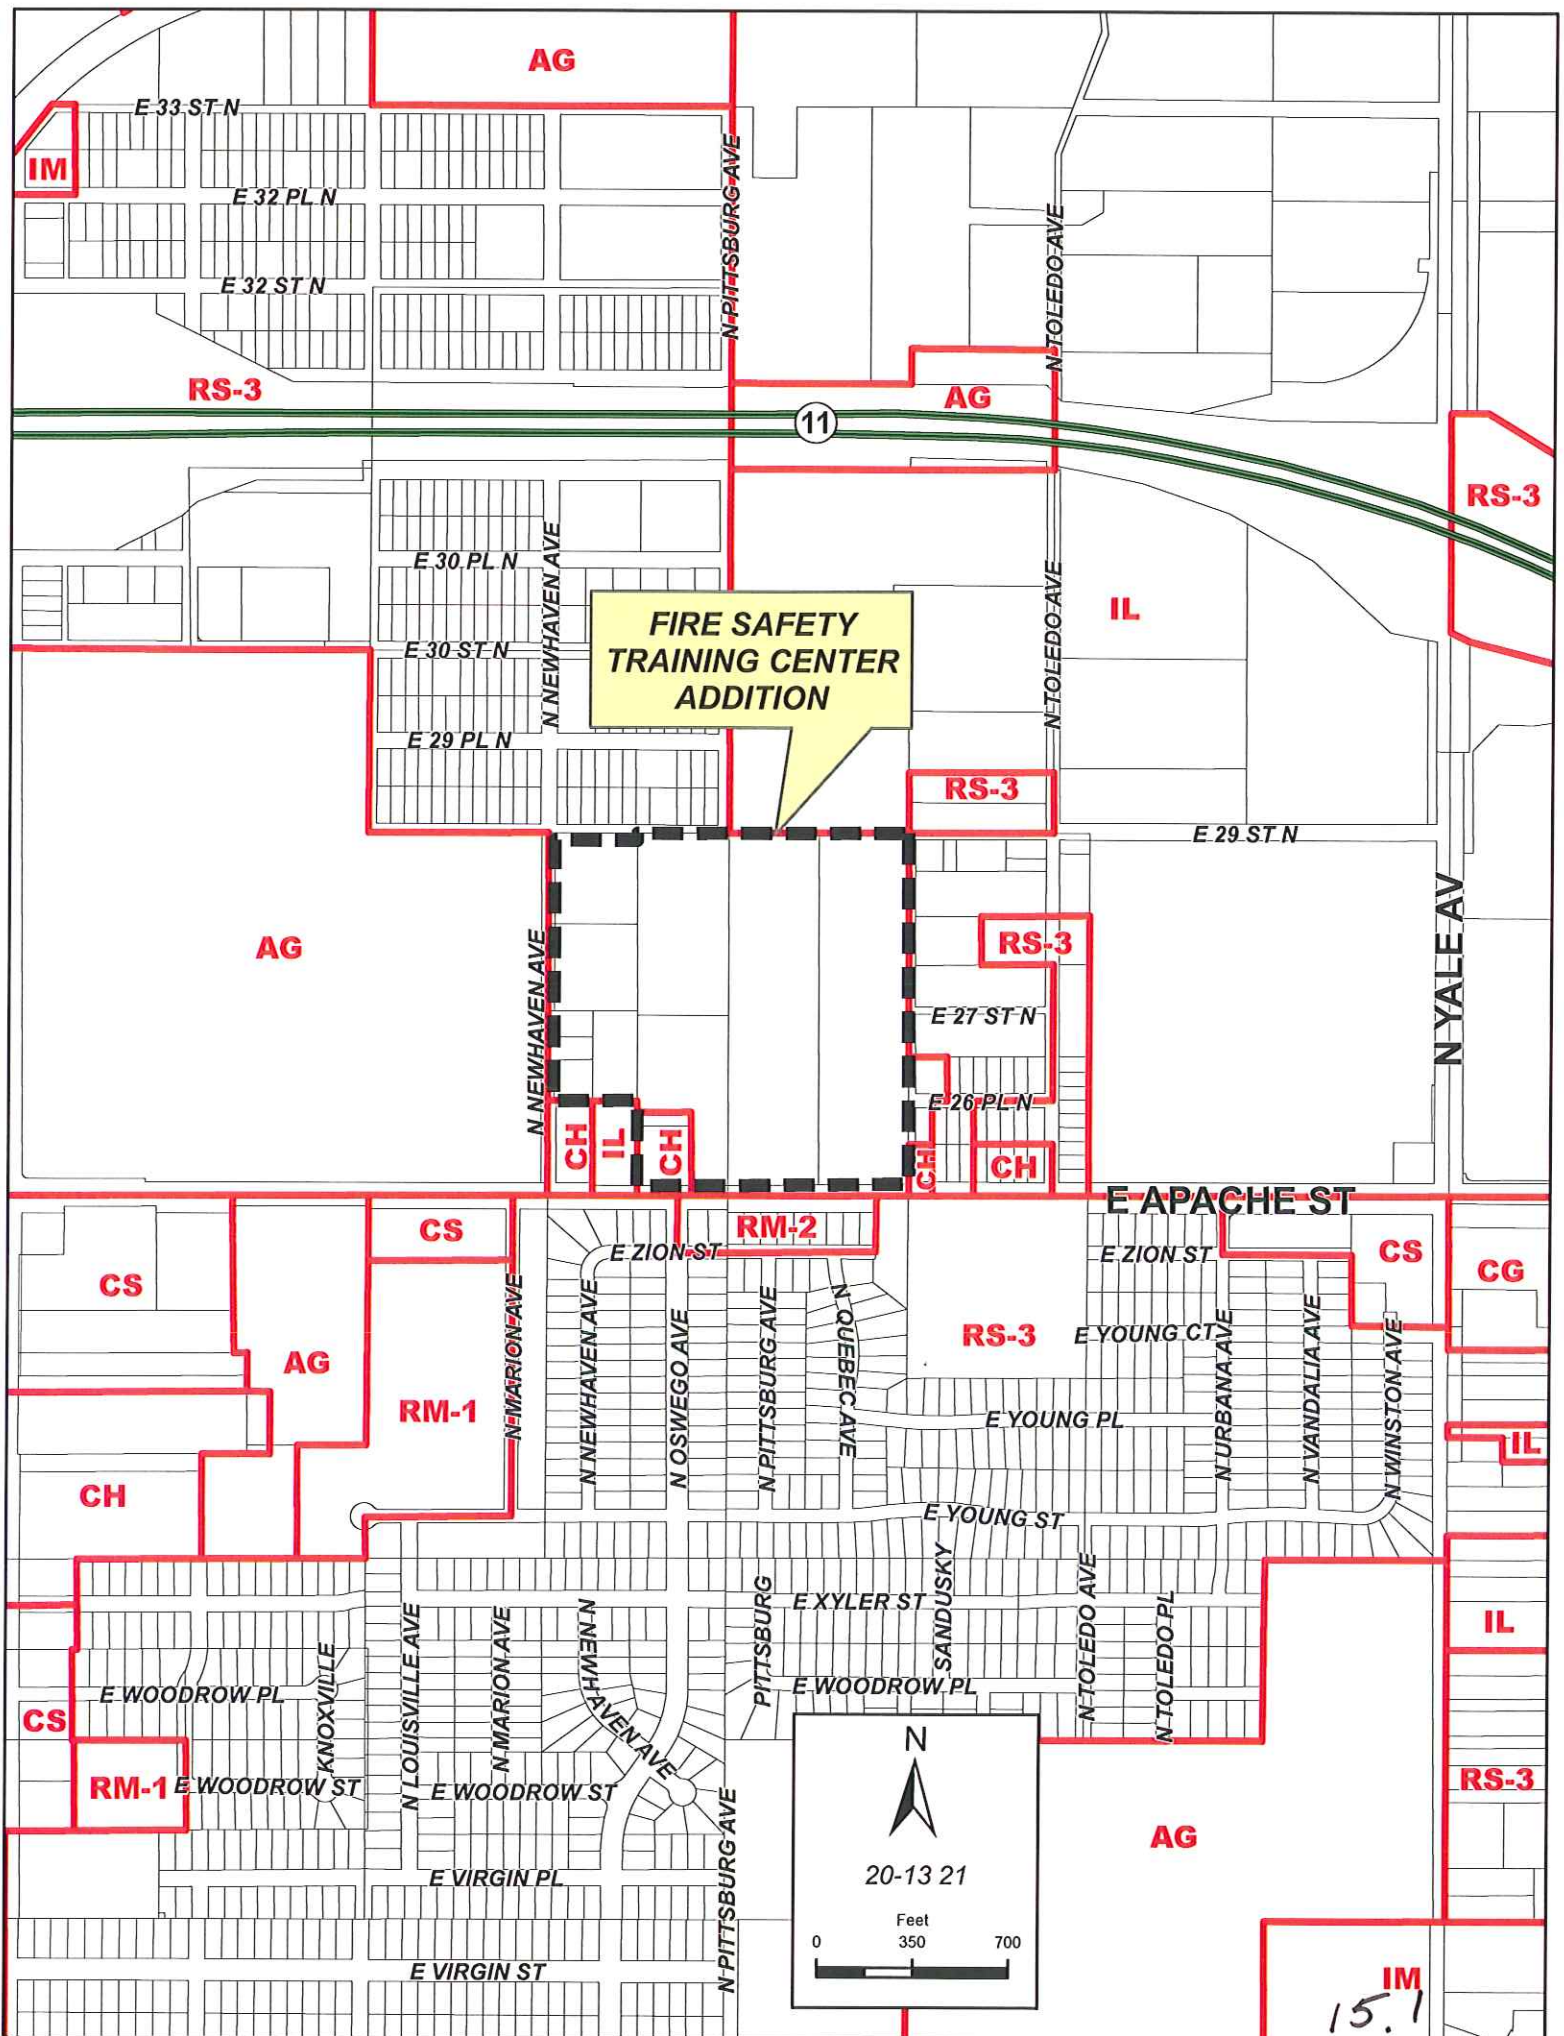 AG
E 33 ST N
IM
E 32 PL N
N PITTSBURG AVE
N TOLEDO AVE
E 32 ST N
RS-3
AG
11
RS-3
E 30 PL N
N NEWHAVEN AVE
N TOLEDO AVE
IL
FIRE SAFETY
TRAINING CENTER
ADDITION
E 30 ST N
E 29 PL N
RS-3
E 29 ST N
AG
N NEWHAVEN AVE
RS-3
N YALE AV
E 27 ST N
E 26 PL N
CH
IL
CH
CH
CH
E APACHE ST
CS
RM-2
E ZION ST
E ZION ST
CS
CG
CS
N MARION AVE
N NEWHAVEN AVE
N OSWEGO AVE
N PITTSBURG AVE
N QUEBEC AVE
RS-3
E YOUNG CT
N URBANA AVE
N VANDALIA AVE
N WINSTON AVE
AG
RM-1
E YOUNG PL
IL
CH
E YOUNG ST
E XYLER ST
PITTSBURG
SANDUSKY
N TOLEDO AVE
N TOLEDO PL
IL
KNOXVILLE
N LOUISVILLE AVE
N MARION AVE
N NEWHAVEN AVE
E WOODROW PL
E WOODROW PL
CS
RM-1
E WOODROW ST
E WOODROW ST
N PITTSBURG AVE
RS-3
N
20-13 21
Feet
0 350 700
AG
E VIRGIN PL
E VIRGIN ST
IM
15.1